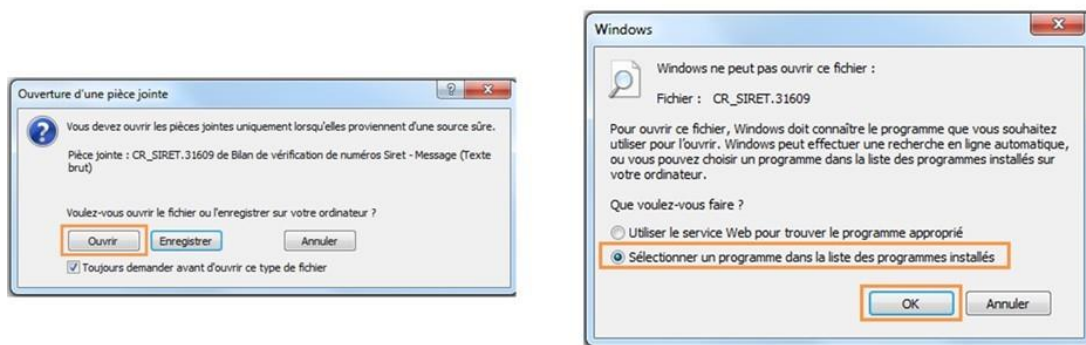 Ouverture d'une pièce jointe
Vous devez ouvrir les pièces jointes uniquement lorsqu'elles proviennent d'une source sûre.
Pièce jointe : CR_SIRET.31609 de Bilan de vérification de numéros Siret - Message (Texte
brut)
Voulez-vous ouvrir le fichier ou l'enregistrer sur votre ordinateur ?
Ouvrir Enregistrer Annuler
Toujours demander avant d'ouvrir ce type de fichier
Windows
Windows ne peut pas ouvrir ce fichier :
Fichier : CR_SIRET.31609
Pour ouvrir ce fichier, Windows doit connaître le programme que vous souhaitez
utiliser pour l'ouvrir. Windows peut effectuer une recherche en ligne automatique,
ou vous pouvez choisir un programme dans la liste des programmes installés sur
votre ordinateur.
Que voulez-vous faire ?
Utiliser le service Web pour trouver le programme approprié
Sélectionner un programme dans la liste des programmes installés
OK Annuler